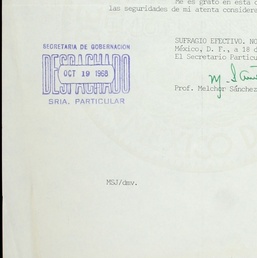 Me es grato en esta o
las seguridades de mi atenta considera
SUFRAGIO EFECTIVO. NO
México, D. F., a 18 d
El Secretario Particu
SECRETARIA DE GOBERNACION
DESPACHADO
OCT 19 1968
SRIA. PARTICULAR
Prof. Melchor Sánchez
MSJ/dmv.